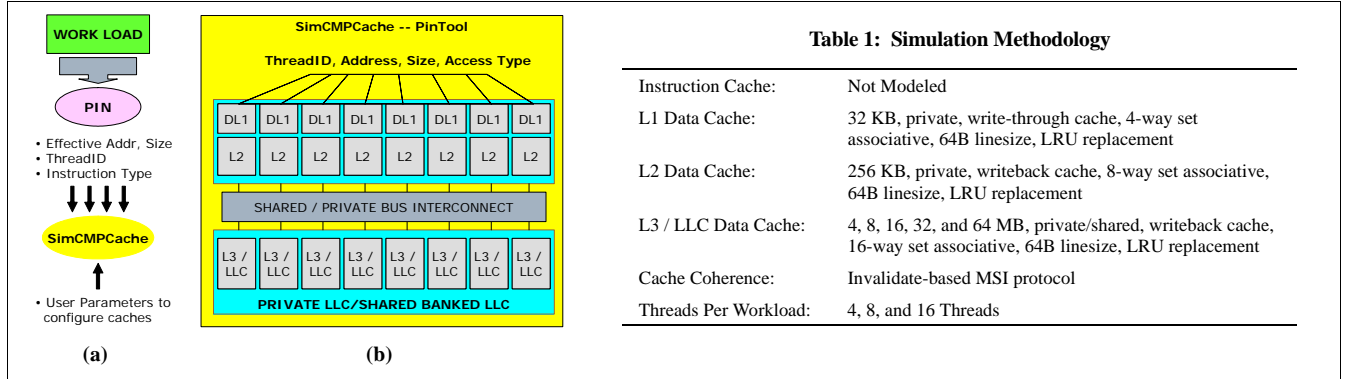 WORK LOAD
PIN
• Effective Addr, Size
• ThreadID
• Instruction Type
SimCMPCache
• User Parameters to
configure caches
(a)
SimCMPCache -- PinTool
ThreadID, Address, Size, Access Type
DL1 DL1 DL1 DL1 DL1 DL1 DL1 DL1
L2 L2 L2 L2 L2 L2 L2 L2
SHARED / PRIVATE BUS INTERCONNECT
L3 / L3 / L3 / L3 / L3 / L3 / L3 / L3 /
LLC LLC LLC LLC LLC LLC LLC LLC
PRIVATE LLC/SHARED BANKED LLC
(b)
Table 1: Simulation Methodology
Instruction Cache: Not Modeled
L1 Data Cache: 32 KB, private, write-through cache, 4-way set
associative, 64B linesize, LRU replacement
L2 Data Cache: 256 KB, private, writeback cache, 8-way set associative,
64B linesize, LRU replacement
L3 / LLC Data Cache: 4, 8, 16, 32, and 64 MB, private/shared, writeback cache,
16-way set associative, 64B linesize, LRU replacement
Cache Coherence: Invalidate-based MSI protocol
Threads Per Workload: 4, 8, and 16 Threads